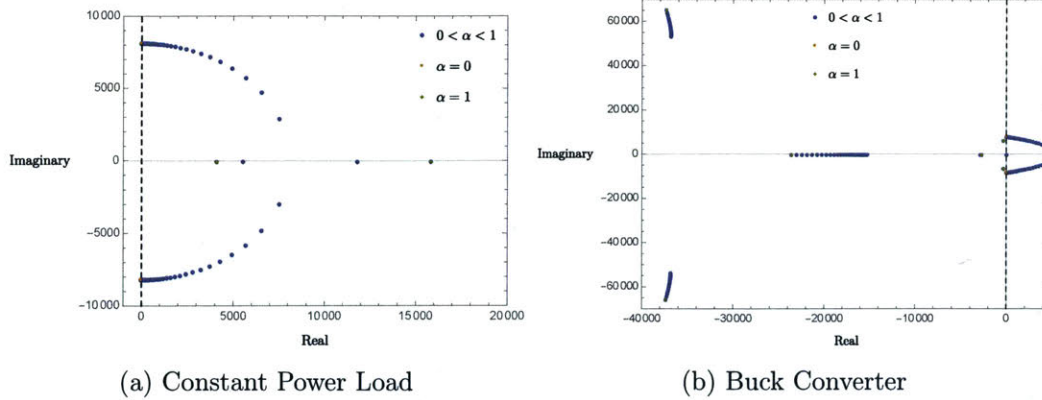 10000
5000
0
−5000
−10000
Imaginary
0
5000
10000
15000
20000
Real
0 < α < 1
α = 0
α = 1
(a) Constant Power Load
60000
40000
20000
0
−20000
−40000
−60000
Imaginary
−40000
−30000
−20000
−10000
0
Real
0 < α < 1
α = 0
α = 1
(b) Buck Converter